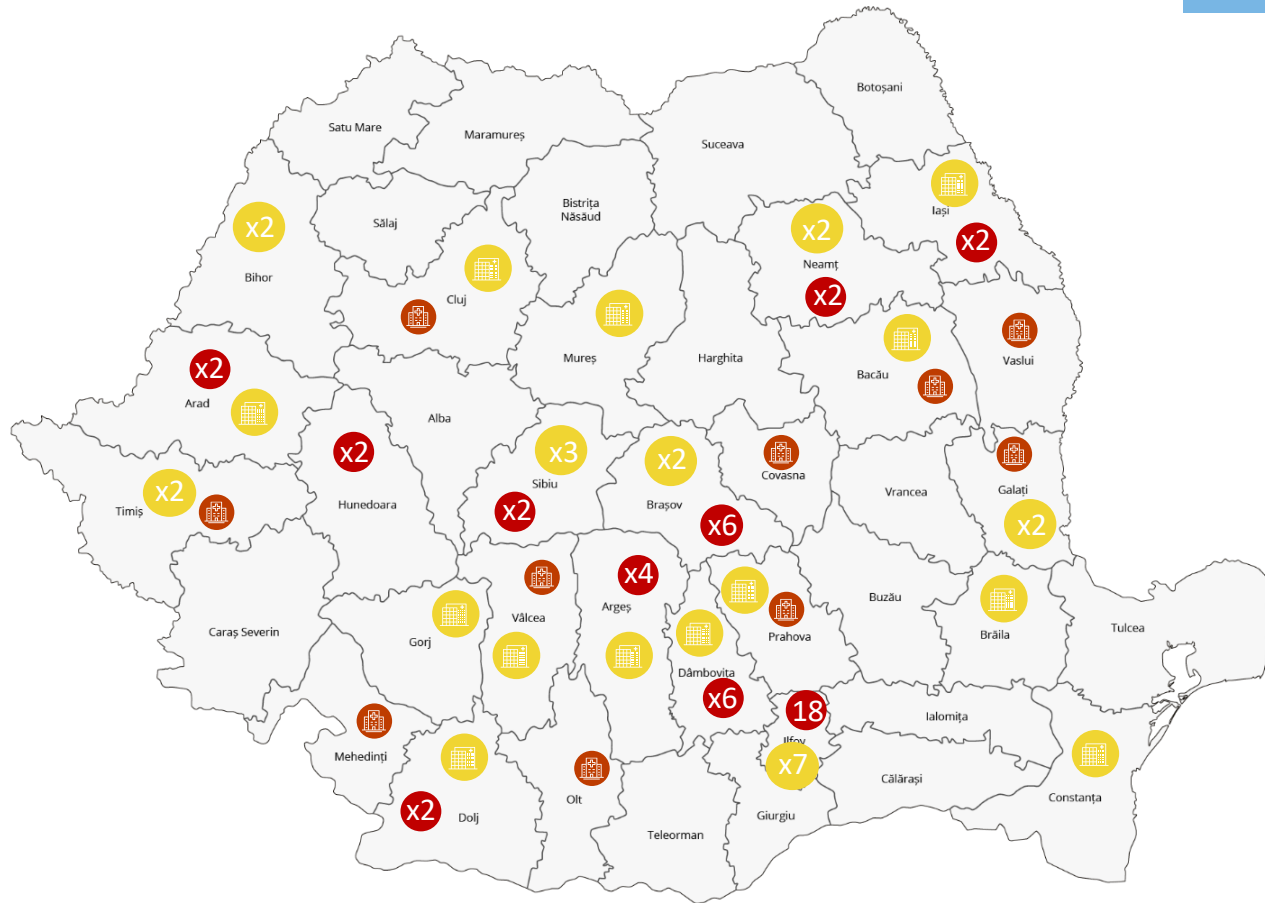 Botoșani
Satu Mare
Maramureș
Suceava
Iași
x2
Bistrița
Năsăud
Sălaj
x2
Bihor
x2
Neamț
x2
Cluj
Mureș
Harghita
Bacău
Vaslui
x2
Arad
Alba
x2
Hunedoara
x3
Sibiu
x2
x2
Brașov
x6
Covasna
Vrancea
Galați
x2
x2
Timiș
Caraș Severin
Gorj
Vâlcea
x4
Argeș
Dâmbovița
x6
Prahova
Buzău
Brăila
Tulcea
Mehedinți
x2
Dolj
Olt
Teleorman
18
Ilfov
x7
Giurgiu
Ialomița
Călărași
Constanța